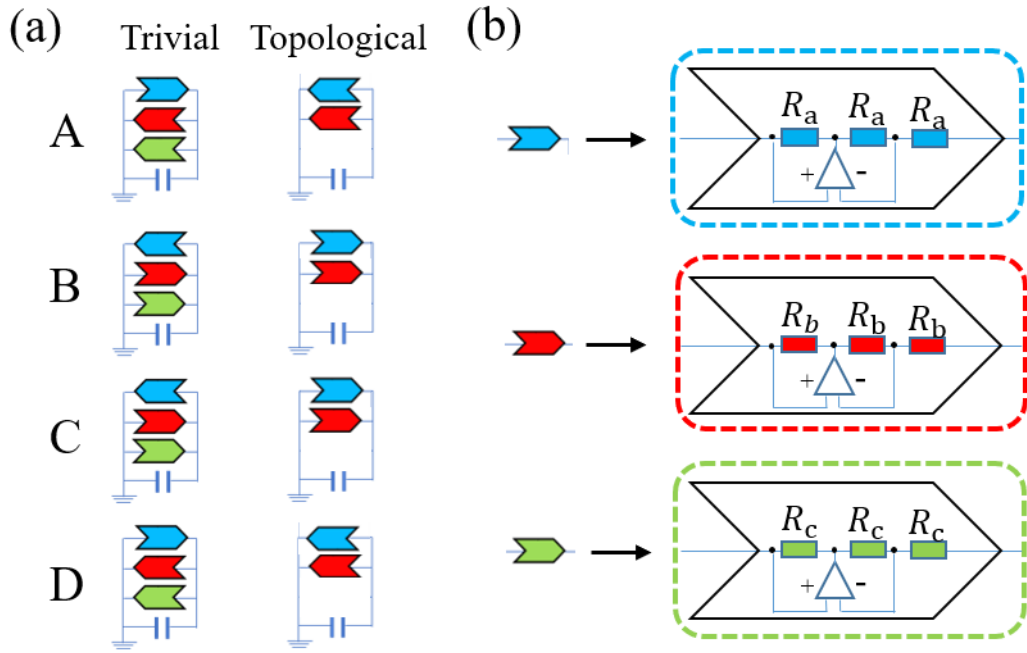 (a)
Trivial Topological
A
B
C
D
(b)
Ra Ra Ra
+ -
Rb Rb Rb
+ -
Rc Rc Rc
+ -